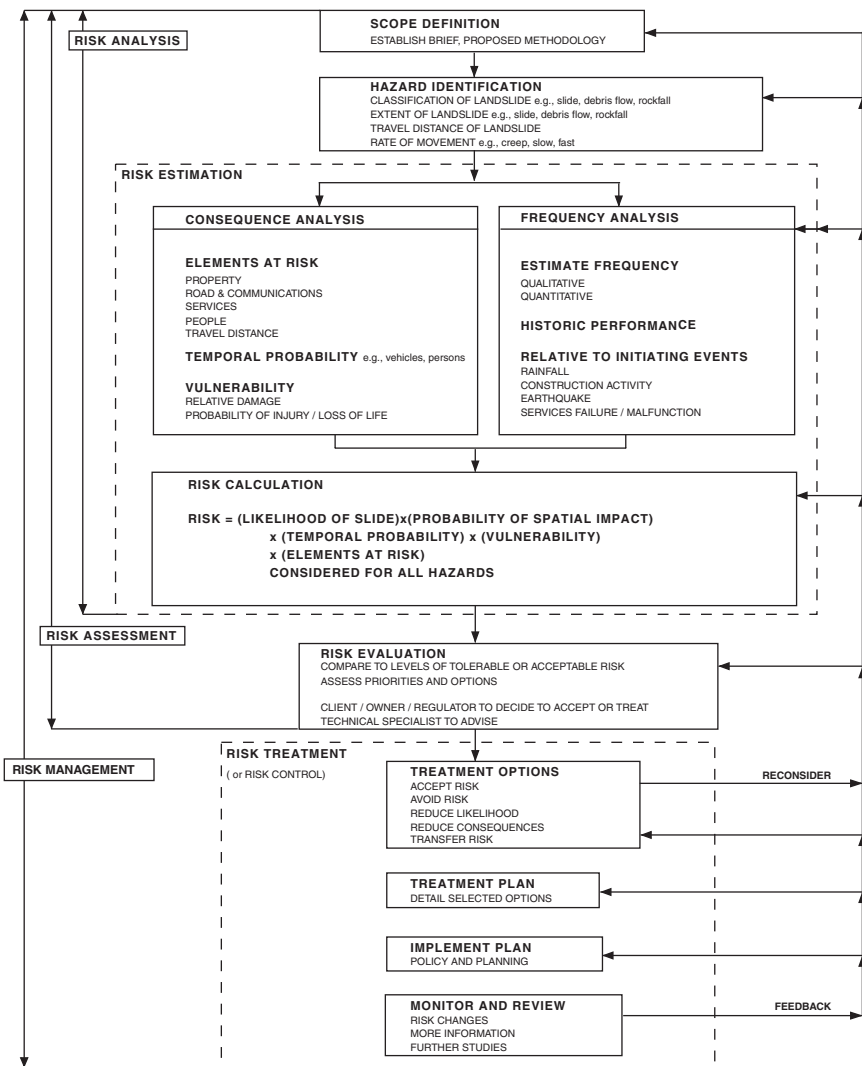 SCOPE DEFINITION
ESTABLISH BRIEF, PROPOSED METHODOLOGY
RISK ANALYSIS
HAZARD IDENTIFICATION
CLASSIFICATION OF LANDSLIDE e.g., slide, debris flow, rockfall
EXTENT OF LANDSLIDE e.g., slide, debris flow, rockfall
TRAVEL DISTANCE OF LANDSLIDE
RATE OF MOVEMENT e.g., creep, slow, fast
RISK ESTIMATION
CONSEQUENCE ANALYSIS
ELEMENTS AT RISK
PROPERTY
ROAD & COMMUNICATIONS
SERVICES
PEOPLE
TRAVEL DISTANCE
TEMPORAL PROBABILITY e.g., vehicles, persons
VULNERABILITY
RELATIVE DAMAGE
PROBABILITY OF INJURY / LOSS OF LIFE
FREQUENCY ANALYSIS
ESTIMATE FREQUENCY
QUALITATIVE
QUANTITATIVE
HISTORIC PERFORMANCE
RELATIVE TO INITIATING EVENTS
RAINFALL
CONSTRUCTION ACTIVITY
EARTHQUAKE
SERVICES FAILURE / MALFUNCTION
RISK CALCULATION
RISK = (LIKELIHOOD OF SLIDE)x(PROBABILITY OF SPATIAL IMPACT)
x (TEMPORAL PROBABILITY) x (VULNERABILITY)
x (ELEMENTS AT RISK)
CONSIDERED FOR ALL HAZARDS
RISK ASSESSMENT
RISK EVALUATION
COMPARE TO LEVELS OF TOLERABLE OR ACCEPTABLE RISK
ASSESS PRIORITIES AND OPTIONS
CLIENT / OWNER / REGULATOR TO DECIDE TO ACCEPT OR TREAT
TECHNICAL SPECIALIST TO ADVISE
RISK MANAGEMENT
RISK TREATMENT
( or RISK CONTROL)
TREATMENT OPTIONS
ACCEPT RISK
AVOID RISK
REDUCE LIKELIHOOD
REDUCE CONSEQUENCES
TRANSFER RISK
RECONSIDER
TREATMENT PLAN
DETAIL SELECTED OPTIONS
IMPLEMENT PLAN
POLICY AND PLANNING
MONITOR AND REVIEW
RISK CHANGES
MORE INFORMATION
FURTHER STUDIES
FEEDBACK